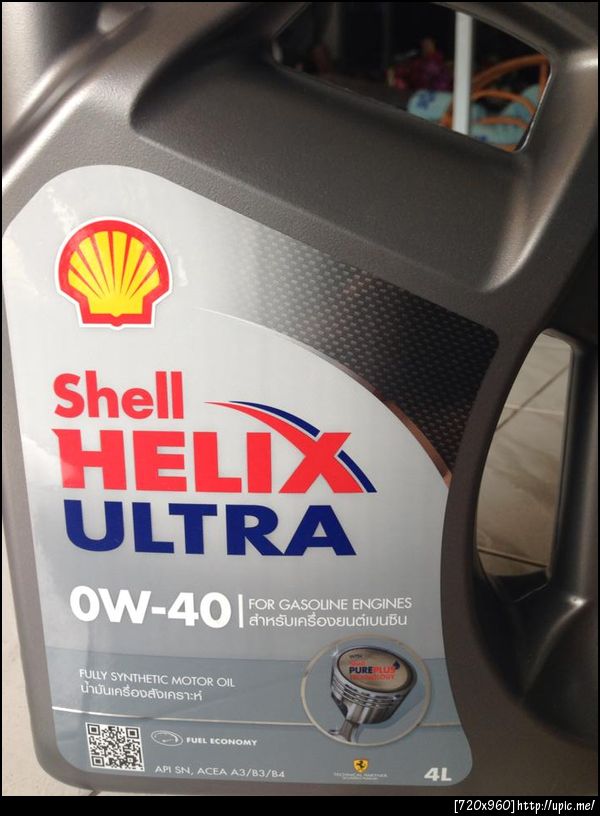 Shell
HELIX
ULTRA
0W-40
FOR GASOLINE ENGINES
สำหรับเครื่องยนต์เบนซิน
FULLY SYNTHETIC MOTOR OIL
น้ำมันเครื่องสังเคราะห์
WITH
Shell
PUREPLUS
TECHNOLOGY
FUEL ECONOMY
API SN, ACEA A3/B3/B4
TECHNICAL PARTNER
4L
[720x960]http://upic.me/